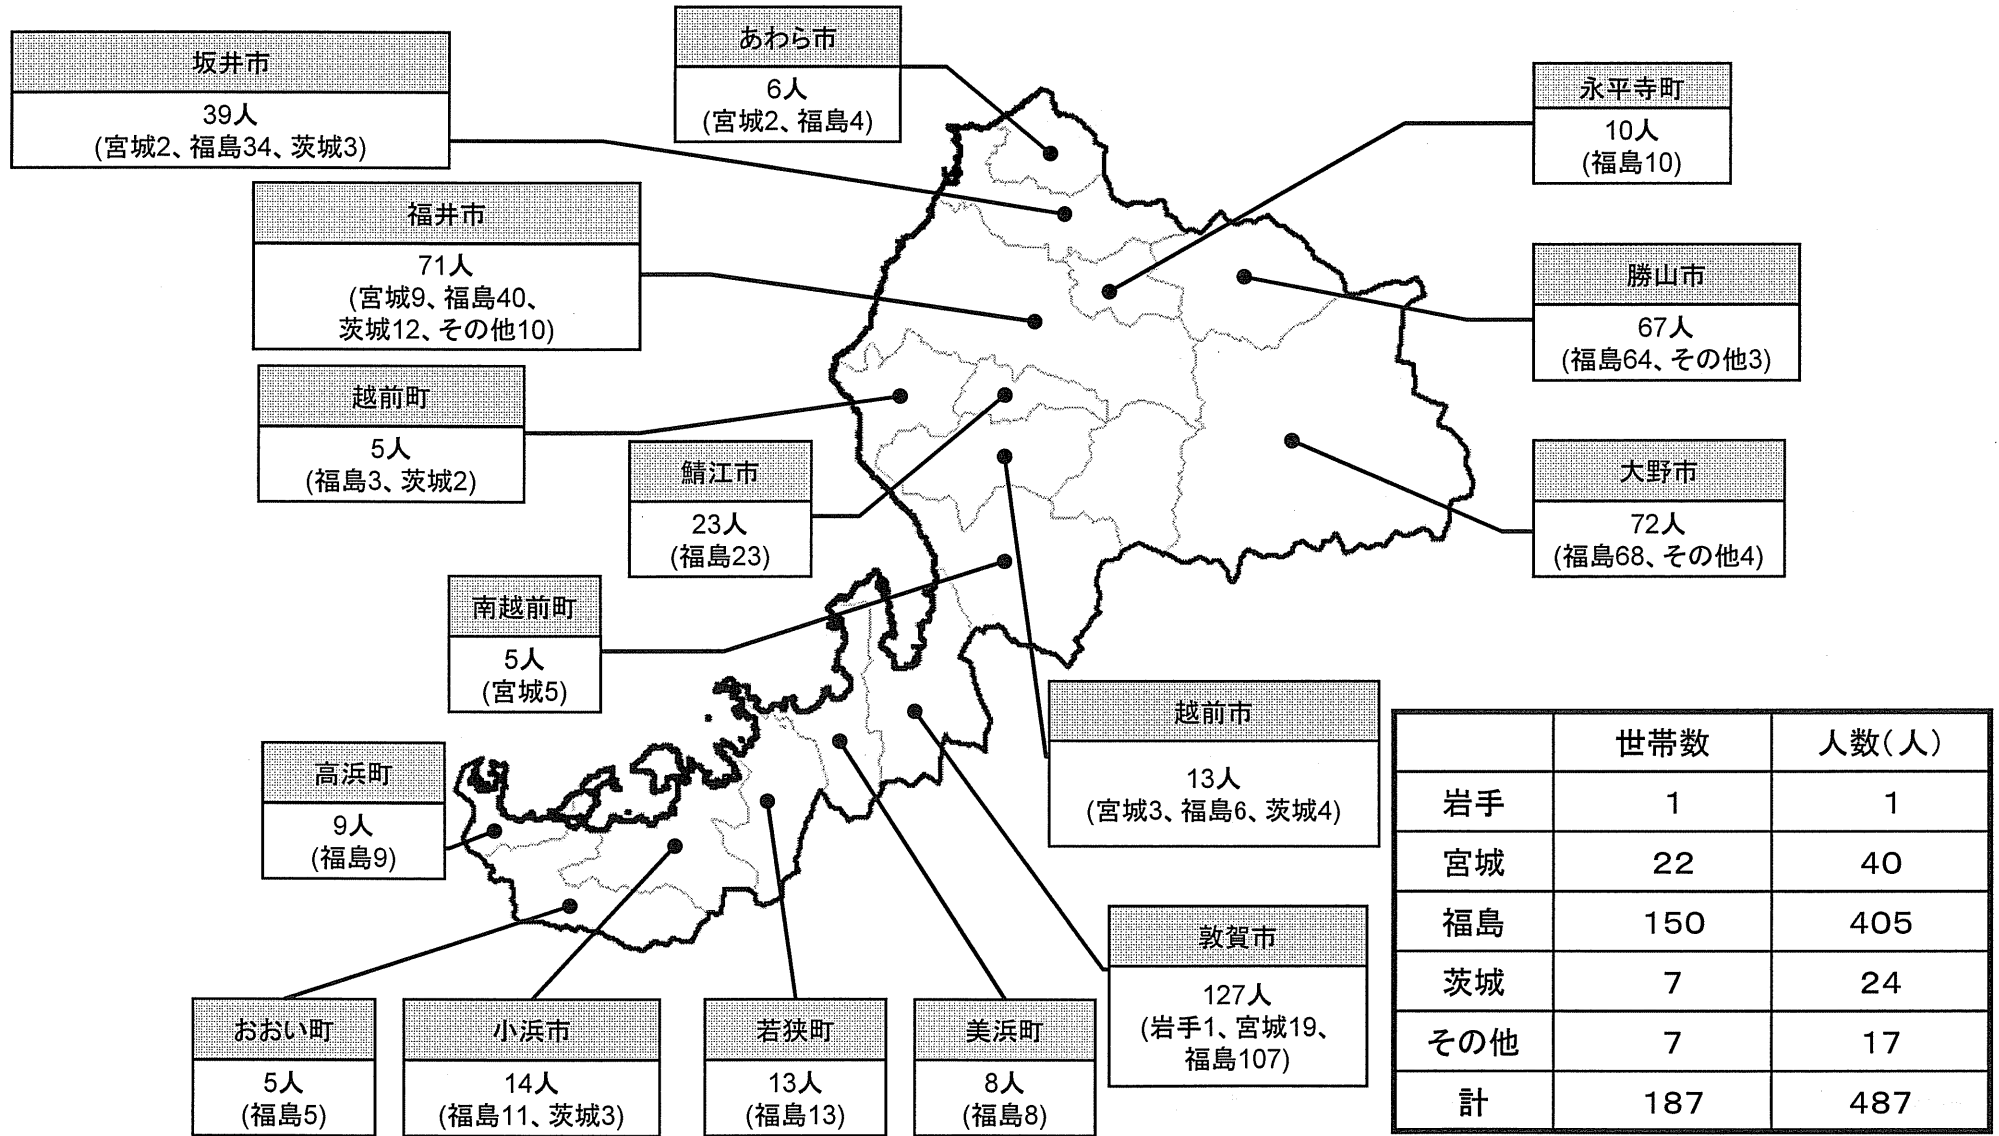 坂井市
39人
(宮城2、福島34、茨城3)
あわら市
6人
(宮城2、福島4)
永平寺町
10人
(福島10)
福井市
71人
(宮城9、福島40、
茨城12、その他10)
勝山市
67人
(福島64、その他3)
越前町
5人
(福島3、茨城2)
鯖江市
23人
(福島23)
大野市
72人
(福島68、その他4)
南越前町
5人
(宮城5)
越前市
13人
(宮城3、福島6、茨城4)
高浜町
9人
(福島9)
敦賀市
127人
(岩手1、宮城19、
福島107)
おおい町
5人
(福島5)
小浜市
14人
(福島11、茨城3)
若狭町
13人
(福島13)
美浜町
8人
(福島8)
世帯数 人数(人)
岩手 1 1
宮城 22 40
福島 150 405
茨城 7 24
その他 7 17
計 187 487